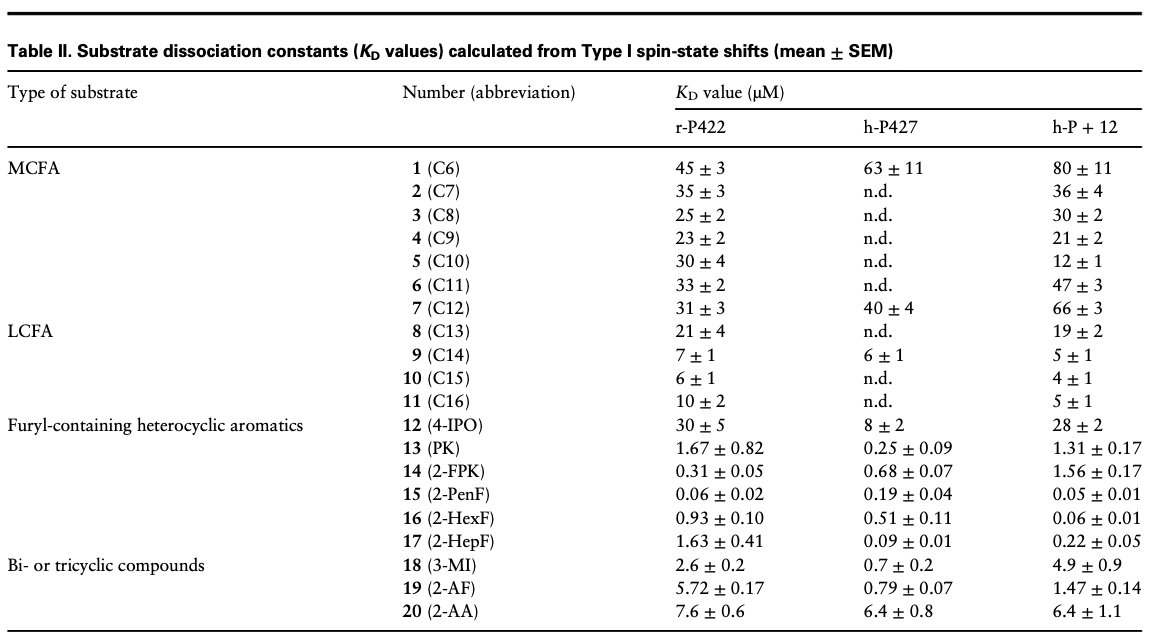 Table II. Substrate dissociation constants (KD values) calculated from Type I spin-state shifts (mean ± SEM)
Type of substrate Number (abbreviation) KD value (μM)
r-P422 h-P427 h-P + 12
MCFA 1 (C6) 45 ± 3 63 ± 11 80 ± 11
2 (C7) 35 ± 3 n.d. 36 ± 4
3 (C8) 25 ± 2 n.d. 30 ± 2
4 (C9) 23 ± 2 n.d. 21 ± 2
5 (C10) 30 ± 4 n.d. 12 ± 1
6 (C11) 33 ± 2 n.d. 47 ± 3
7 (C12) 31 ± 3 40 ± 4 66 ± 3
LCFA 8 (C13) 21 ± 4 n.d. 19 ± 2
9 (C14) 7 ± 1 6 ± 1 5 ± 1
10 (C15) 6 ± 1 n.d. 4 ± 1
11 (C16) 10 ± 2 n.d. 5 ± 1
Furyl-containing heterocyclic aromatics 12 (4-IPO) 30 ± 5 8 ± 2 28 ± 2
13 (PK) 1.67 ± 0.82 0.25 ± 0.09 1.31 ± 0.17
14 (2-FPK) 0.31 ± 0.05 0.68 ± 0.07 1.56 ± 0.17
15 (2-PenF) 0.06 ± 0.02 0.19 ± 0.04 0.05 ± 0.01
16 (2-HexF) 0.93 ± 0.10 0.51 ± 0.11 0.06 ± 0.01
17 (2-HepF) 1.63 ± 0.41 0.09 ± 0.01 0.22 ± 0.05
Bi- or tricyclic compounds 18 (3-MI) 2.6 ± 0.2 0.7 ± 0.2 4.9 ± 0.9
19 (2-AF) 5.72 ± 0.17 0.79 ± 0.07 1.47 ± 0.14
20 (2-AA) 7.6 ± 0.6 6.4 ± 0.8 6.4 ± 1.1